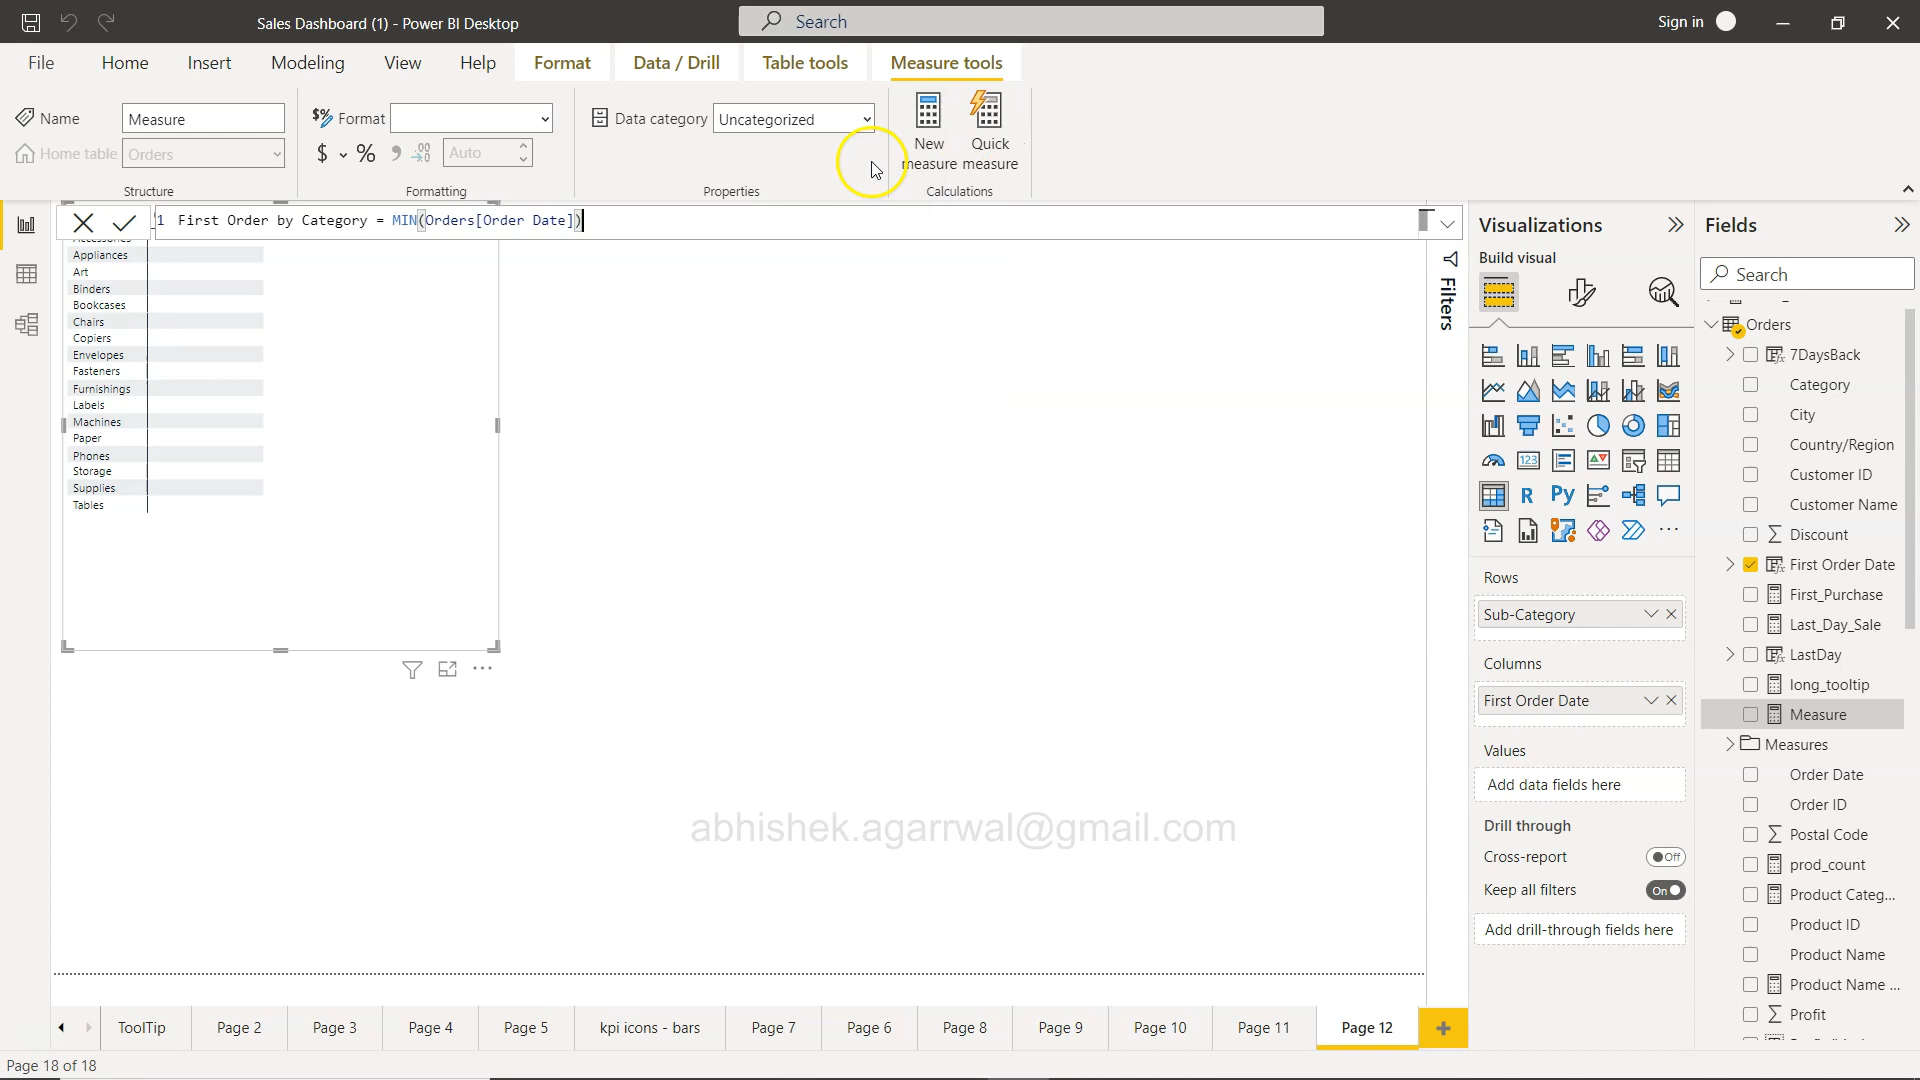 Sales Dashboard (1) - Power BI Desktop
Search
Sign in
File
Home
Insert
Modeling
View
Help
Format
Data / Drill
Table tools
Measure tools
Name
Measure
Home table
Orders
Structure
$% Format
$ % 9 .00 Auto
Formatting
Data category
Uncategorized
Properties
New measure
Quick measure
Calculations
1 First Order by Category = MIN(Orders[Order Date])
Accessories
Appliances
Art
Binders
Bookcases
Chairs
Copiers
Envelopes
Fasteners
Furnishings
Labels
Machines
Paper
Phones
Storage
Supplies
Tables
abhishek.agarrwal@gmail.com
Filters
Visualizations
Build visual
123
R
Py
Rows
Sub-Category
Columns
First Order Date
Values
Add data fields here
Drill through
Cross-report
Off
Keep all filters
On
Add drill-through fields here
Fields
Search
Orders
7DaysBack
Category
City
Country/Region
Customer ID
Customer Name
Discount
First Order Date
First_Purchase
Last_Day_Sale
LastDay
long_tooltip
Measure
Measures
Order Date
Order ID
Postal Code
prod_count
Product Categ...
Product ID
Product Name
Product Name ...
Profit
ToolTip
Page 2
Page 3
Page 4
Page 5
kpi icons - bars
Page 7
Page 6
Page 8
Page 9
Page 10
Page 11
Page 12
Page 18 of 18